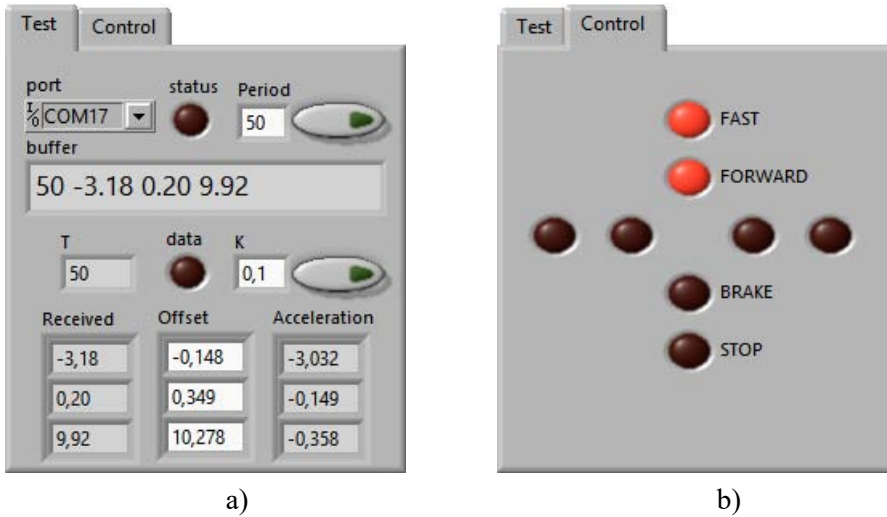 Test Control
port status Period
I/O COM17 50
buffer
50 -3.18 0.20 9.92
T data K
50 0,1
Received Offset Acceleration
-3,18 -0,148 -3,032
0,20 0,349 -0,149
9,92 10,278 -0,358
a)
Test Control
FAST
FORWARD
BRAKE
STOP
b)